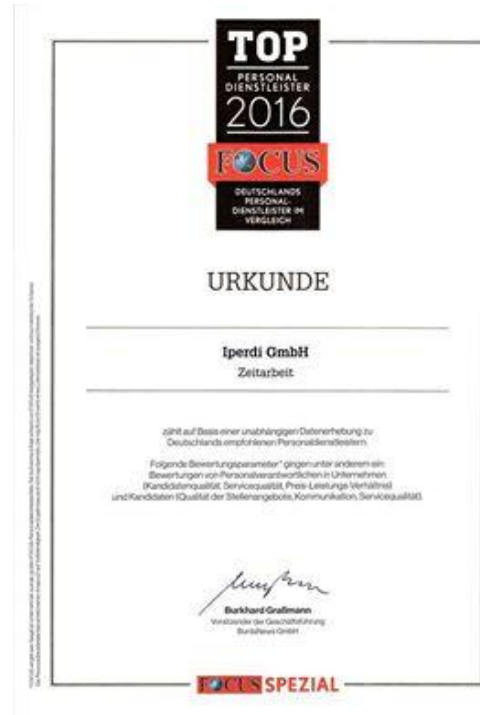 TOP
PERSONAL
DIENSTLEISTER
2016
FOCUS
DEUTSCHLANDS
PERSONAL-
DIENSTLEISTER IM
VERGLEICH
URKUNDE
Iperdi GmbH
Zeitarbeit
zählt auf Basis einer unabhängigen Datenerhebung zu
Deutschlands empfohlenen Personaldienstleistern.
Folgende Bewertungsparameter* gingen unter anderem ein:
Bewertungen von Personalverantwortlichen in Unternehmen
(Kandidatenqualität, Servicequalität, Preis-Leistungs-Verhältnis)
und Kandidaten (Qualität der Stellenangebote, Kommunikation, Servicequalität).
Burkhard Graßmann
Vorsitzender der Geschäftsführung
BurdaNews GmbH
FOCUS SPEZIAL